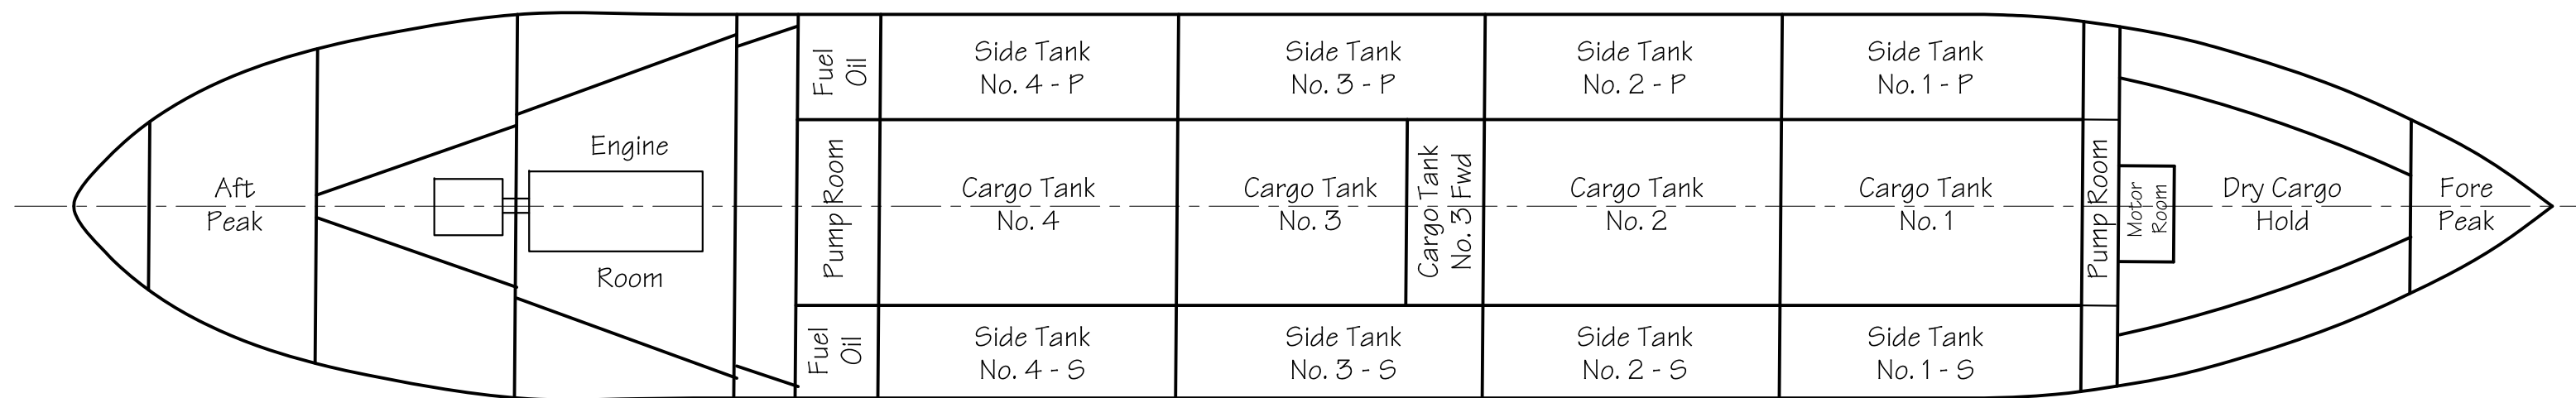 Aft
Peak
Engine
Room
Fuel
Oil
Pump Room
Fuel
Oil
Side Tank
No. 4 - P
Side Tank
No. 3 - P
Side Tank
No. 2 - P
Side Tank
No. 1 - P
Cargo Tank
No. 4
Cargo Tank
No. 3
Cargo Tank
No. 3 Fwd
Cargo Tank
No. 2
Cargo Tank
No. 1
Side Tank
No. 4 - S
Side Tank
No. 3 - S
Side Tank
No. 2 - S
Side Tank
No. 1 - S
Pump Room
Motor
Room
Dry Cargo
Hold
Fore
Peak